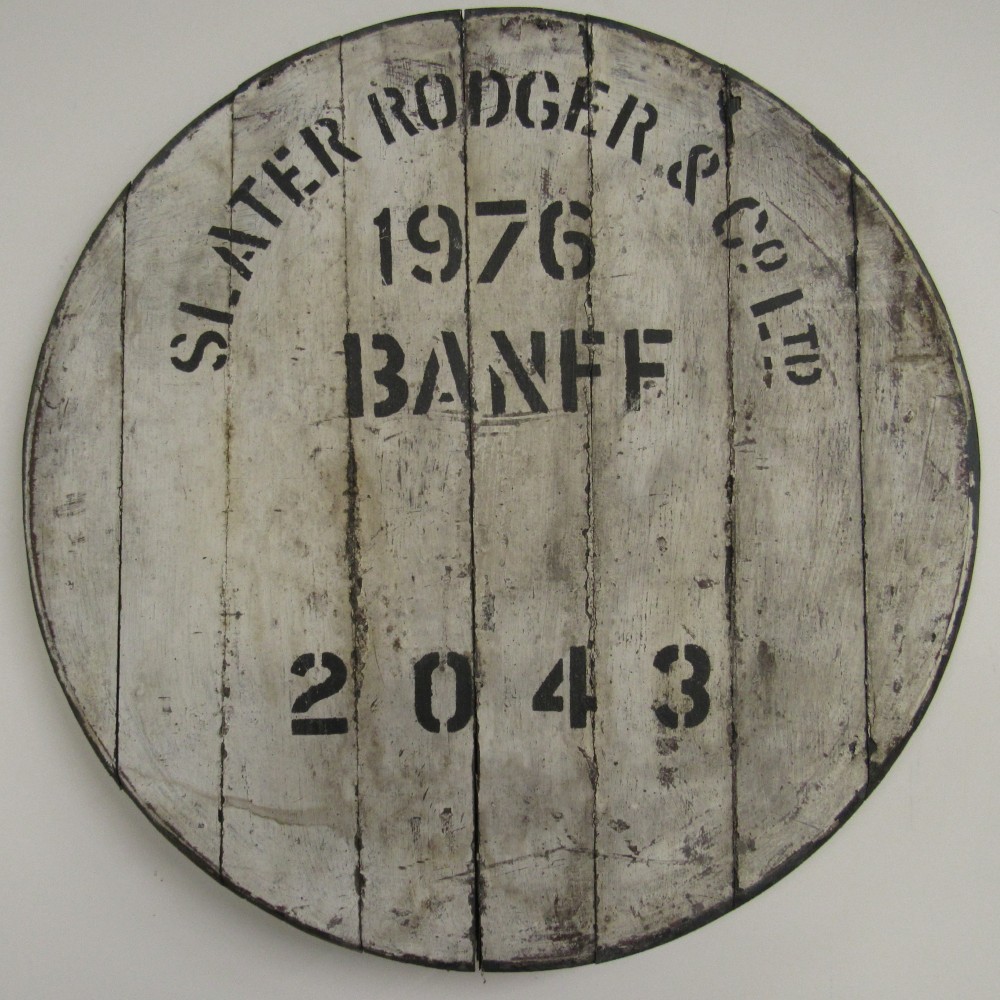 SLATER RODGER & Co. LTD
1976
BANFF
2043